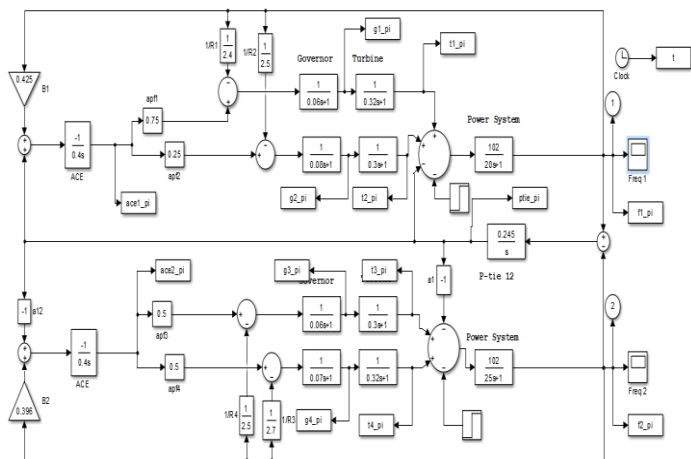 g1_pi
t1_pi
1/R1
1
2.4
1/R2
1
2.5
Governor
Turbine
Clock
t
0.425
B1
apf1
0.75
1
0.06s+1
1
0.32s+1
1
Power System
-1
0.4s
ACE
0.25
apf2
1
0.08s+1
1
0.3s+1
102
20s+1
Freq 1
ace1_pi
g2_pi
t2_pi
ptie_pi
f1_pi
0.245
s
P-tie 12
ace2_pi
g3_pi
t3_pi
a1
-1
Governor
-1
a12
0.5
apf3
1
0.06s+1
1
0.3s+1
2
Power System
-1
0.4s
ACE
0.5
apf4
1
0.07s+1
1
0.32s+1
102
25s+1
Freq 2
B2
0.396
1/R4
1
2.5
1/R3
1
2.7
g4_pi
t4_pi
f2_pi